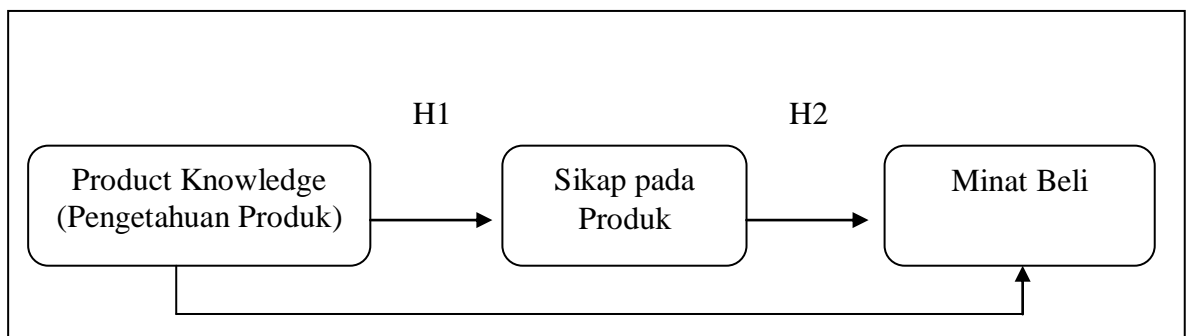 H1
H2
Product Knowledge
(Pengetahuan Produk)
Sikap pada
Produk
Minat Beli